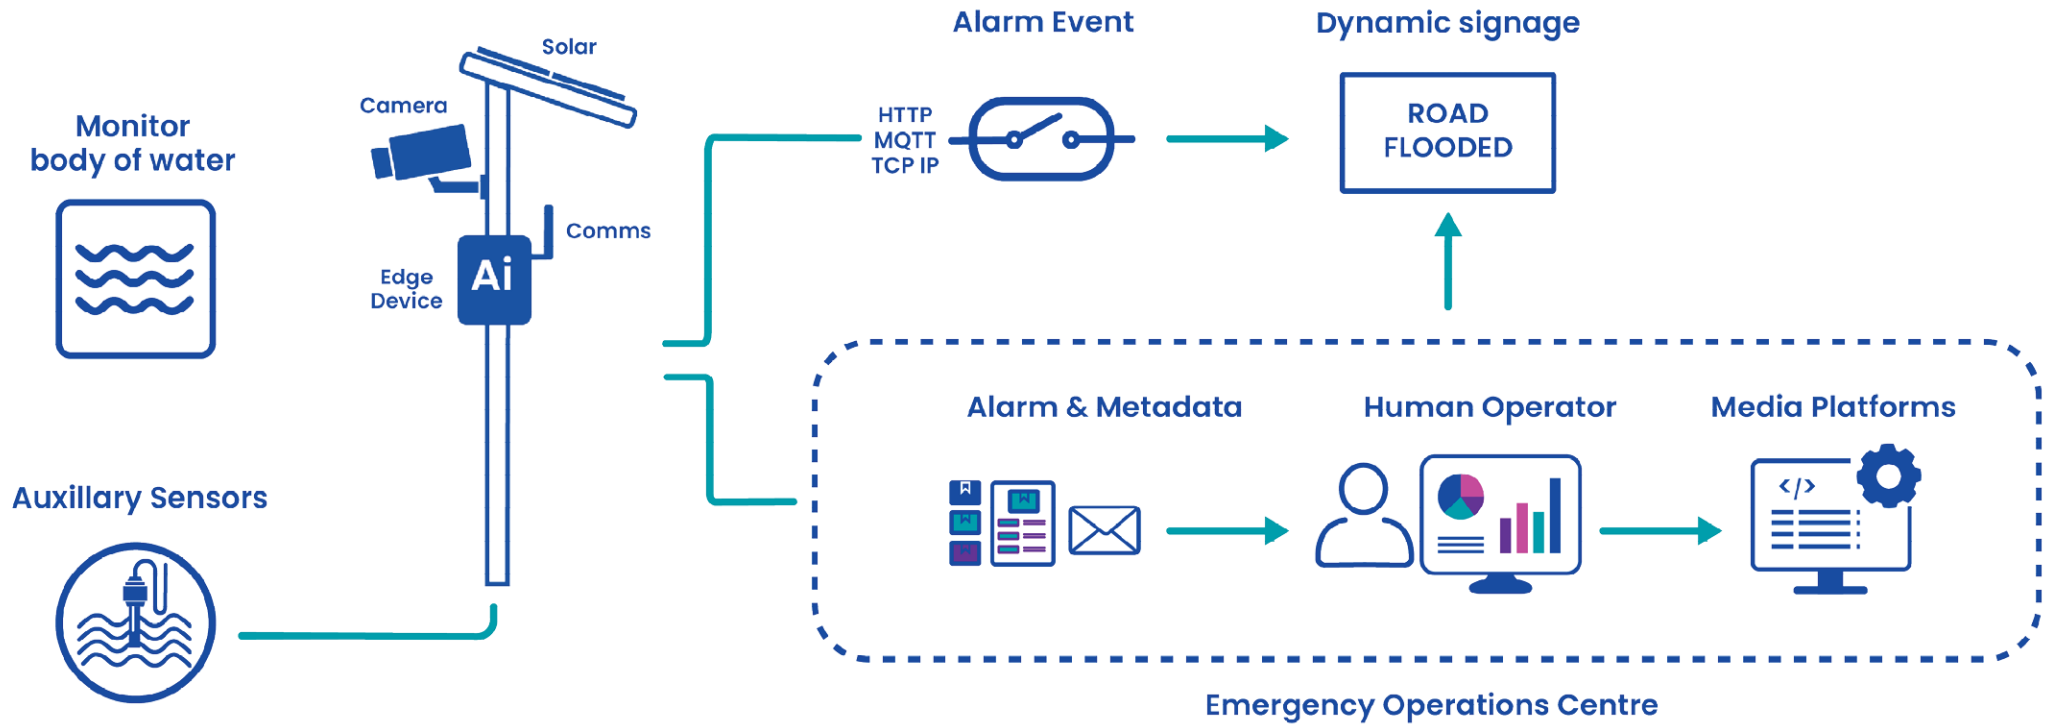 Monitor
body of water
Auxillary Sensors
Solar
Camera
Comms
Edge
Device
Ai
Alarm Event
HTTP
MQTT
TCP IP
Dynamic signage
ROAD
FLOODED
Alarm & Metadata
Human Operator
Media Platforms
</>
Emergency Operations Centre